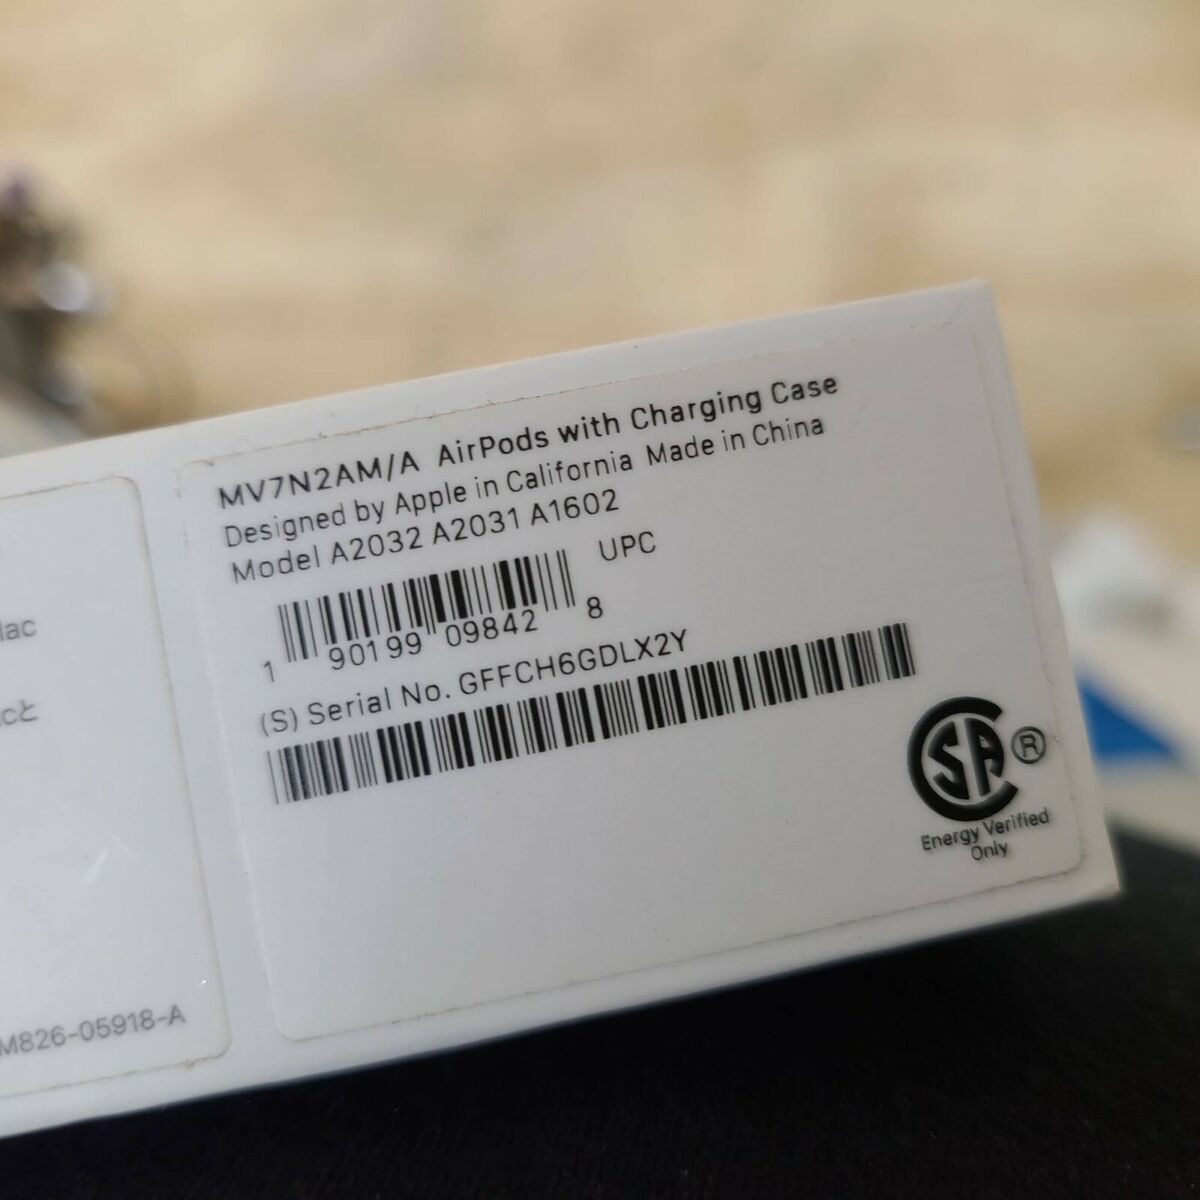 MV7N2AM/A AirPods with Charging Case
Designed by Apple in California Made in China
Model A2032 A2031 A1602
UPC
1 90199 09842 8
(S) Serial No. GFFCH6GDLX2Y
SA ®
Energy Verified
Only
M826-05918-A